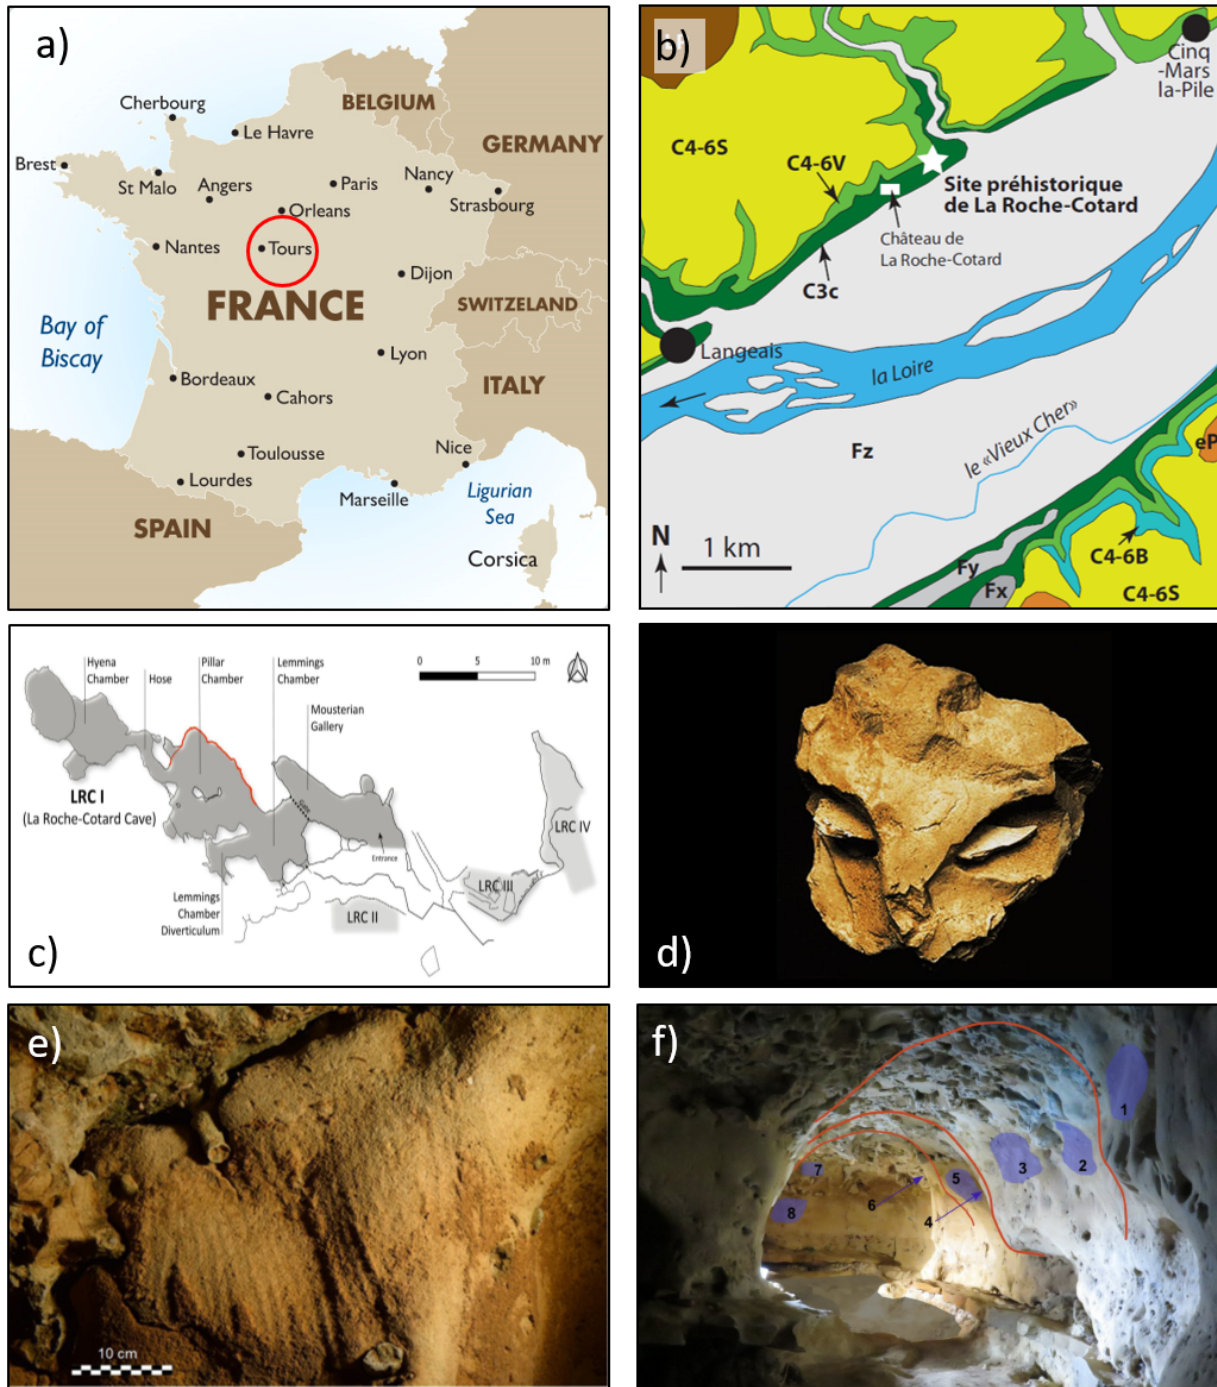 a)
Cherbourg
Le Havre
BELGIUM
GERMANY
Brest
St Malo
Angers
Paris
Nancy
Strasbourg
Orleans
Nantes
Tours
Dijon
FRANCE
SWITZELAND
Bay of
Biscay
Lyon
ITALY
Bordeaux
Cahors
Nice
Toulousse
Lourdes
Marseille
Ligurian
Sea
SPAIN
Corsica
b)
Cinq
-Mars
la-Pile
C4-6S
C4-6V
Site préhistorique
de La Roche-Cotard
Château de
La Roche-Cotard
C3c
Langeais
la Loire
le «Vieux Cher»
Fz
eP
N
1 km
C4-6B
Fy
Fx
C4-6S
c)
Hyena
Chamber
Hose
Pillar
Chamber
Lemmings
Chamber
Mousterian
Gallery
0 5 10 m
LRC I
(La Roche-Cotard Cave)
Entrance
LRC IV
LRC III
LRC II
Lemmings
Chamber
Diverticulum
d)
e)
10 cm
f)
1
2
3
4
5
6
7
8